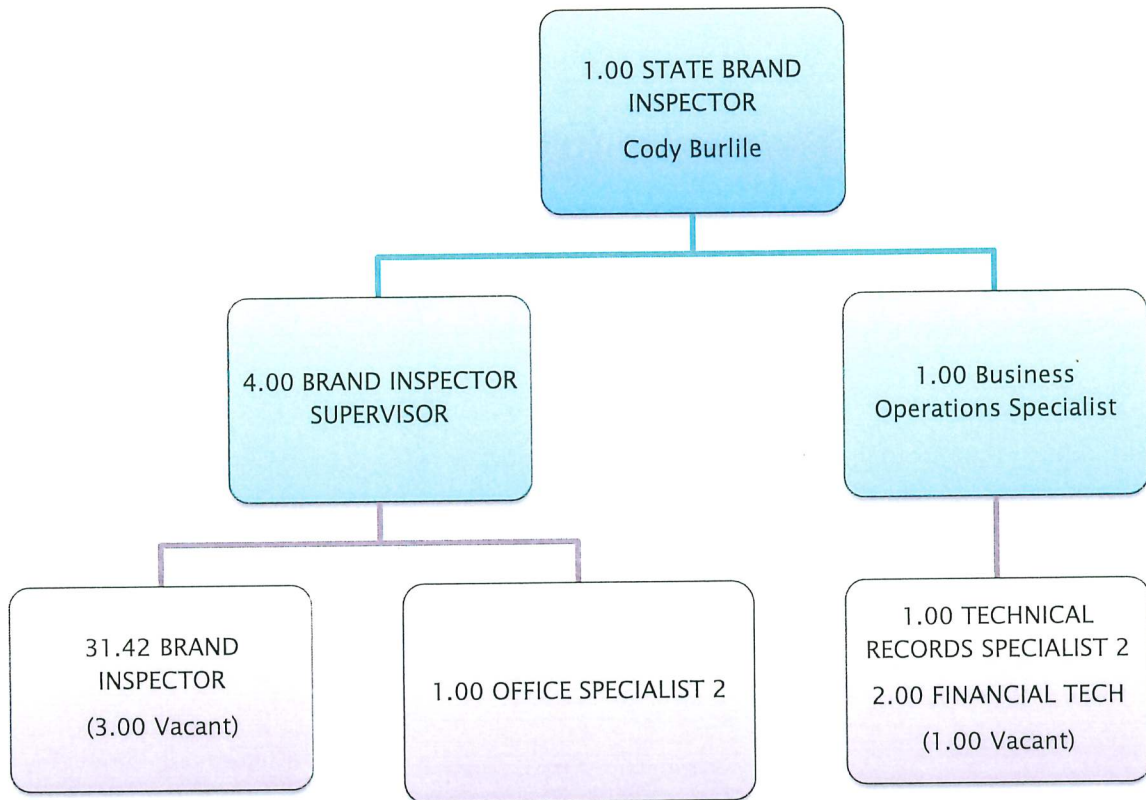 1.00 STATE BRAND
INSPECTOR
Cody Burlile
4.00 BRAND INSPECTOR
SUPERVISOR
1.00 Business
Operations Specialist
31.42 BRAND
INSPECTOR
(3.00 Vacant)
1.00 OFFICE SPECIALIST 2
1.00 TECHNICAL
RECORDS SPECIALIST 2
2.00 FINANCIAL TECH
(1.00 Vacant)